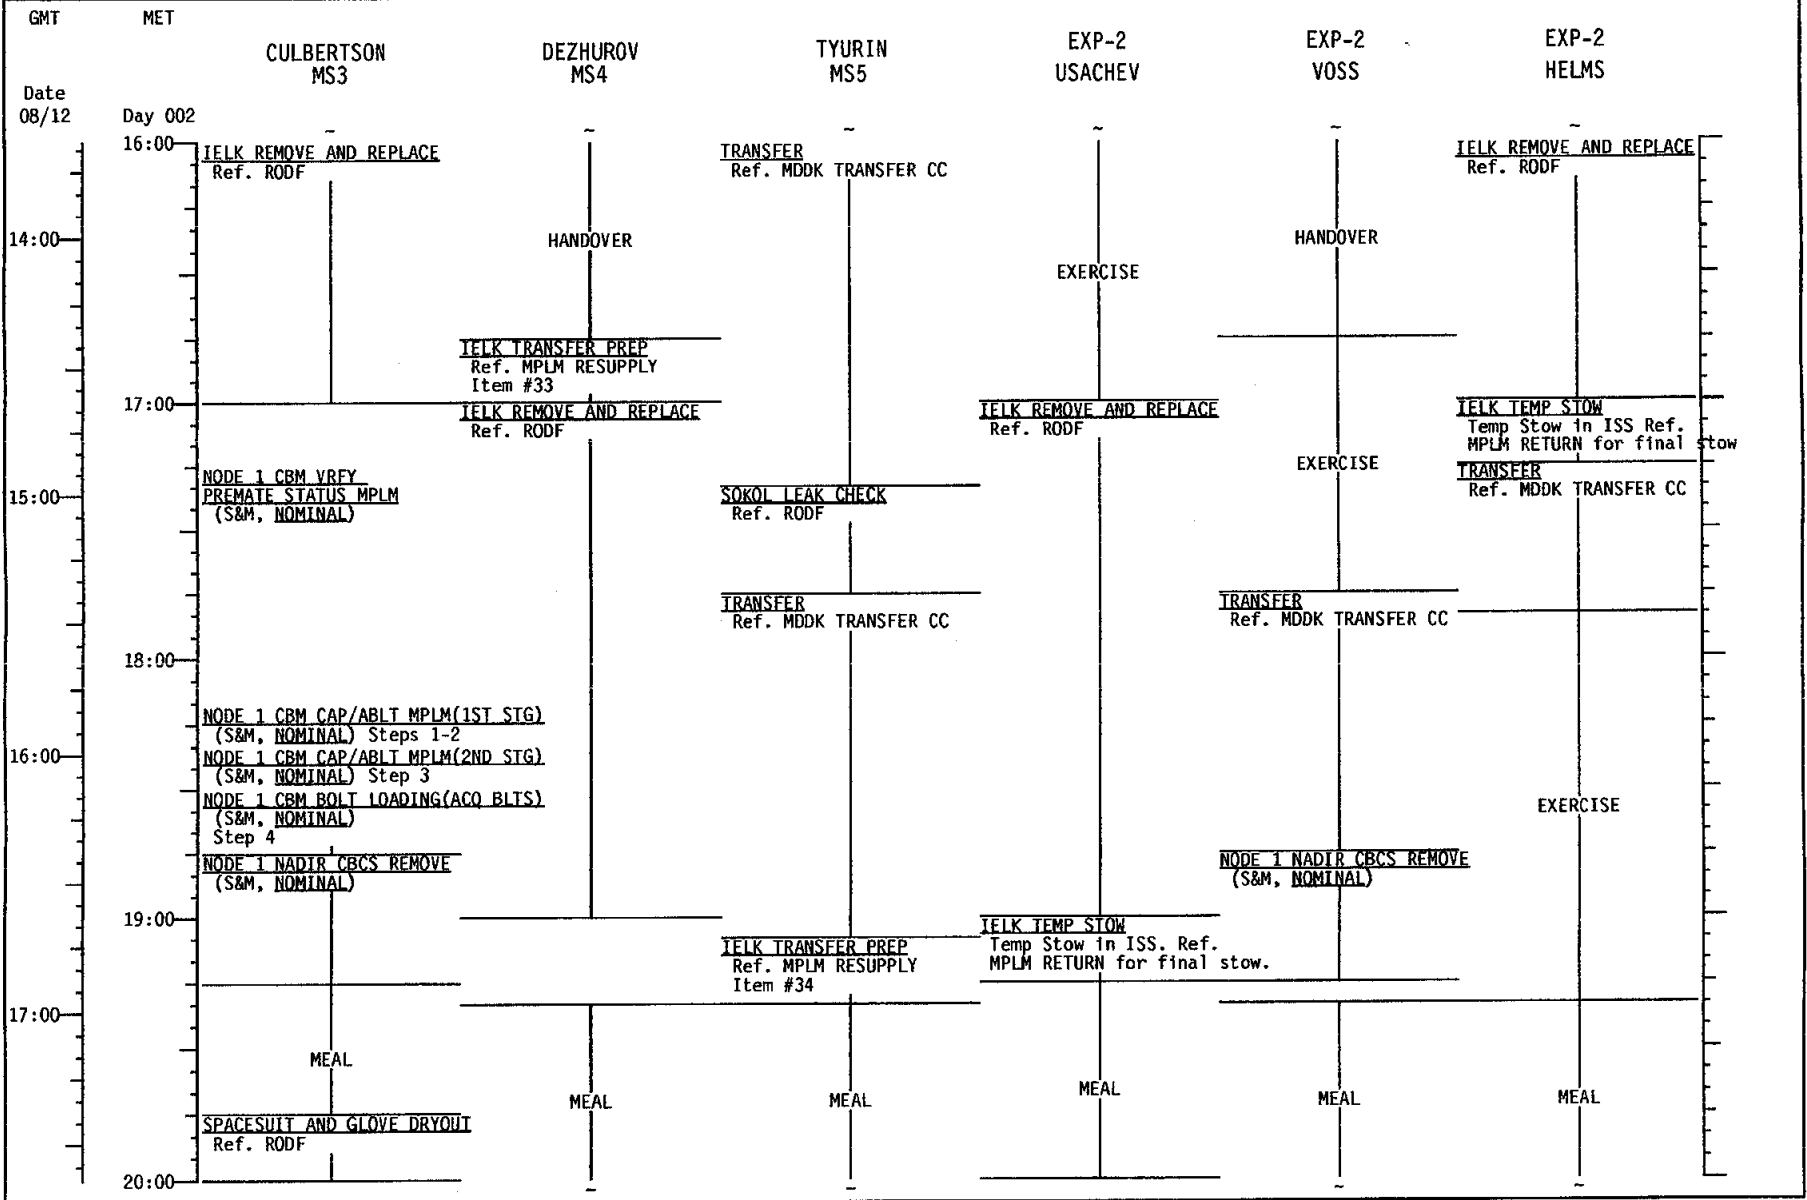 GMT
MET
CULBERTSON
MS3
DEZHUROV
MS4
TYURIN
MS5
EXP-2
USACHEV
EXP-2
VOSS
EXP-2
HELMS
Date
08/12
Day 002
14:00
15:00
16:00
17:00
16:00
17:00
18:00
19:00
20:00
IELK REMOVE AND REPLACE
Ref. RODF
NODE 1 CBM VRFY
PREMATE STATUS MPLM
(S&M, NOMINAL)
NODE 1 CBM CAP/ABLT MPLM(1ST STG)
(S&M, NOMINAL) Steps 1-2
NODE 1 CBM CAP/ABLT MPLM(2ND STG)
(S&M, NOMINAL) Step 3
NODE 1 CBM BOLT LOADING(ACQ BLTS)
(S&M, NOMINAL)
Step 4
NODE 1 NADIR CBCS REMOVE
(S&M, NOMINAL)
MEAL
SPACESUIT AND GLOVE DRYOUT
Ref. RODF
HANDOVER
IELK TRANSFER PREP
Ref. MPLM RESUPPLY
Item #33
IELK REMOVE AND REPLACE
Ref. RODF
MEAL
TRANSFER
Ref. MDDK TRANSFER CC
SOKOL LEAK CHECK
Ref. RODF
TRANSFER
Ref. MDDK TRANSFER CC
IELK TRANSFER PREP
Ref. MPLM RESUPPLY
Item #34
MEAL
EXERCISE
IELK REMOVE AND REPLACE
Ref. RODF
IELK TEMP STOW
Temp Stow in ISS. Ref.
MPLM RETURN for final stow.
MEAL
HANDOVER
EXERCISE
TRANSFER
Ref. MDDK TRANSFER CC
NODE 1 NADIR CBCS REMOVE
(S&M, NOMINAL)
MEAL
IELK REMOVE AND REPLACE
Ref. RODF
IELK TEMP STOW
Temp Stow in ISS Ref.
MPLM RETURN for final stow
TRANSFER
Ref. MDDK TRANSFER CC
EXERCISE
MEAL